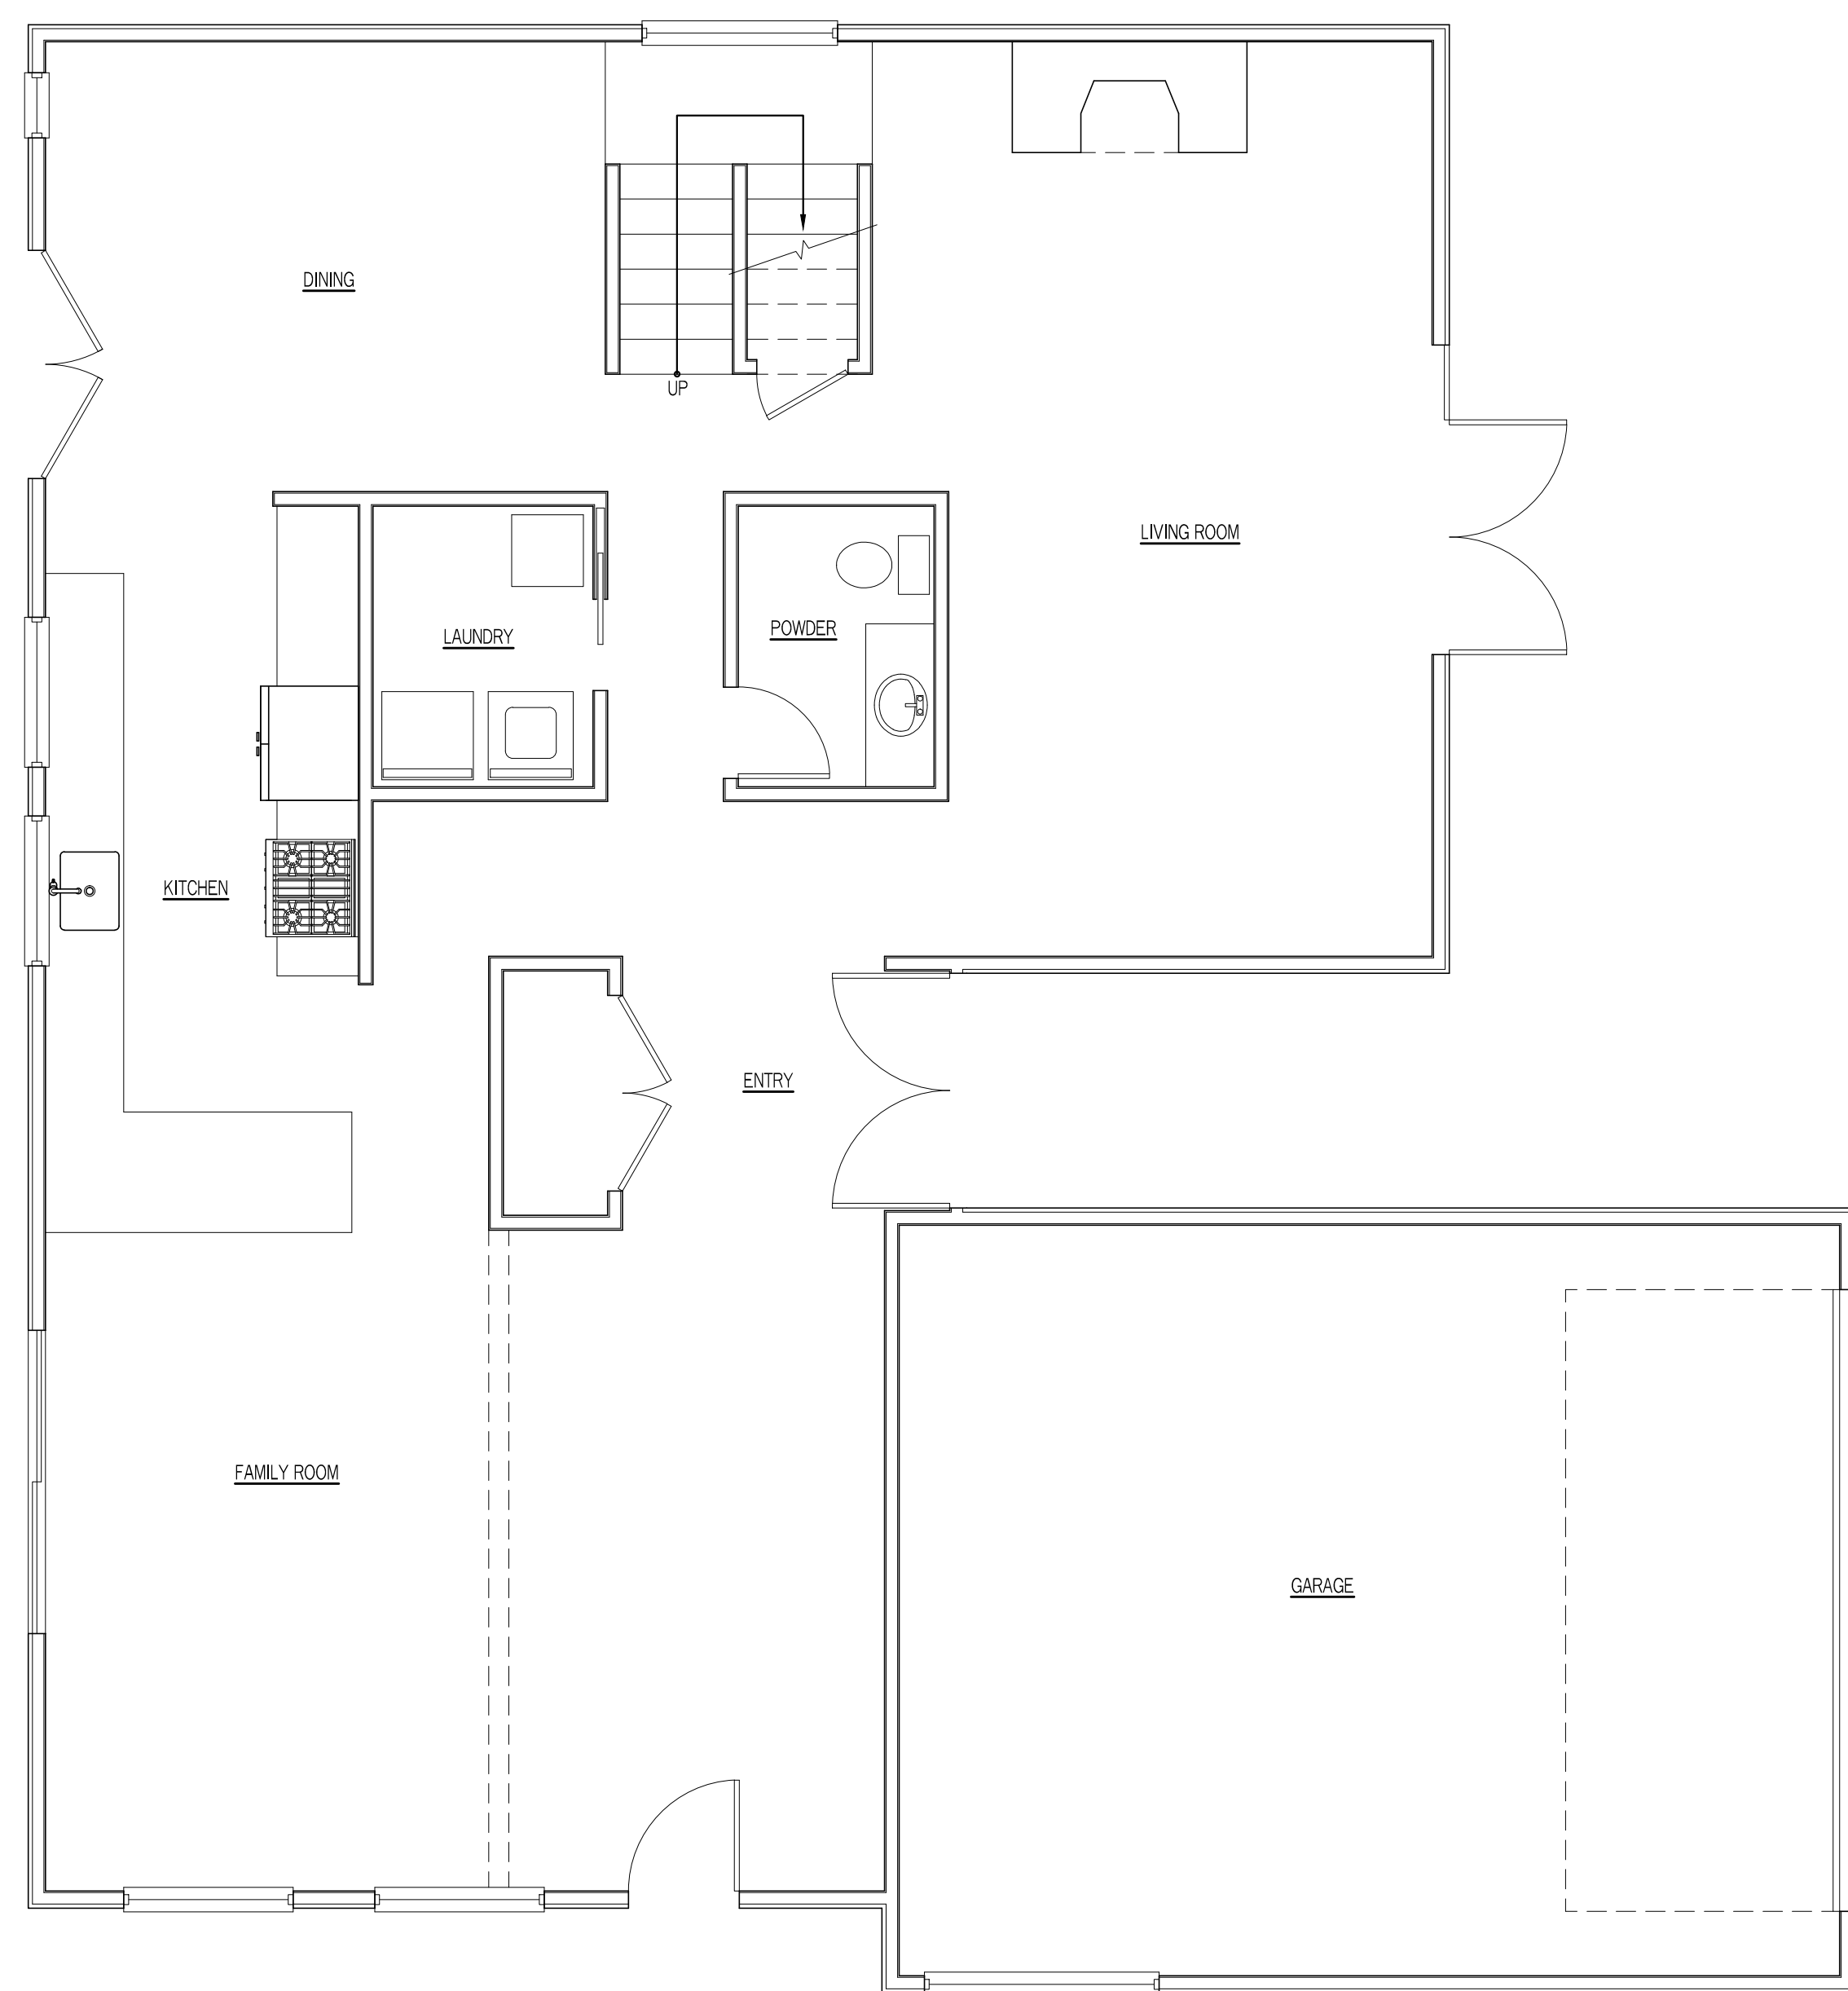 DINING
UP
LIVING ROOM
LAUNDRY
POWDER
KITCHEN
ENTRY
FAMILY ROOM
GARAGE